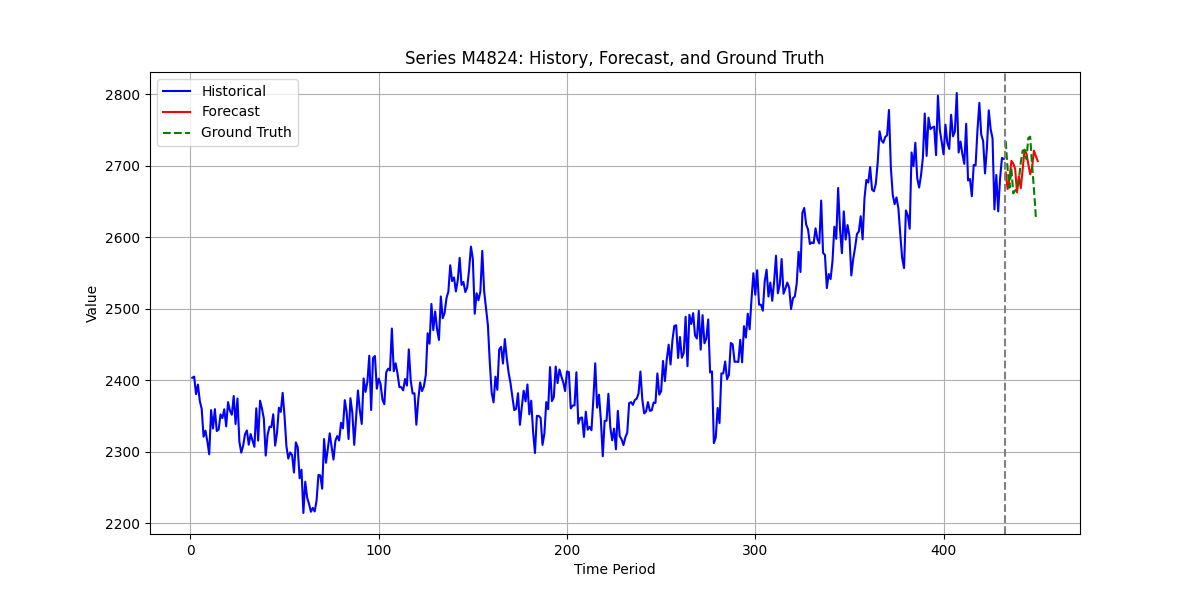 Series M4824: History, Forecast, and Ground Truth
Historical
Forecast
Ground Truth
Value
2800
2700
2600
2500
2400
2300
2200
0 100 200 300 400
Time Period